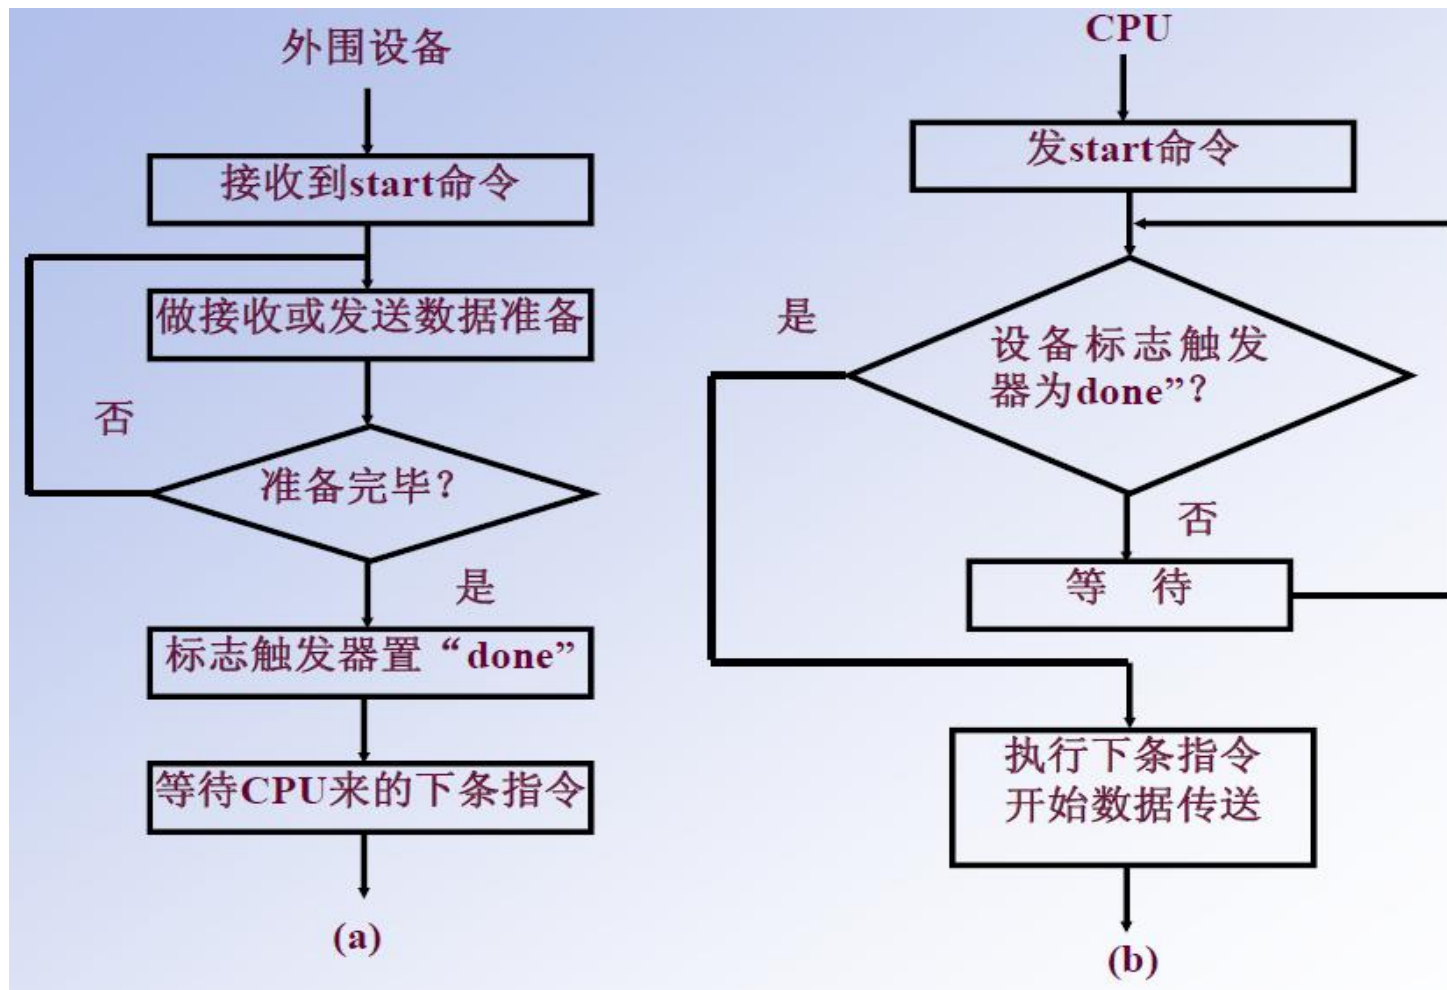 外围设备
接收到start命令
做接收或发送数据准备
否
准备完毕？
是
标志触发器置“done”
等待CPU来的下条指令
(a)
CPU
发start命令
是
设备标志触发
器为done”？
否
等 待
执行下条指令
开始数据传送
(b)